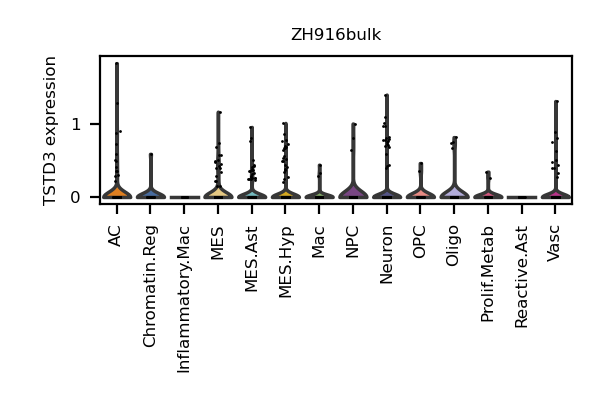 ZH916bulk
TSTD3 expression
1
0
AC
Chromatin.Reg
Inflammatory.Mac
MES
MES.Ast
MES.Hyp
Mac
NPC
Neuron
OPC
Oligo
Prolif.Metab
Reactive.Ast
Vasc